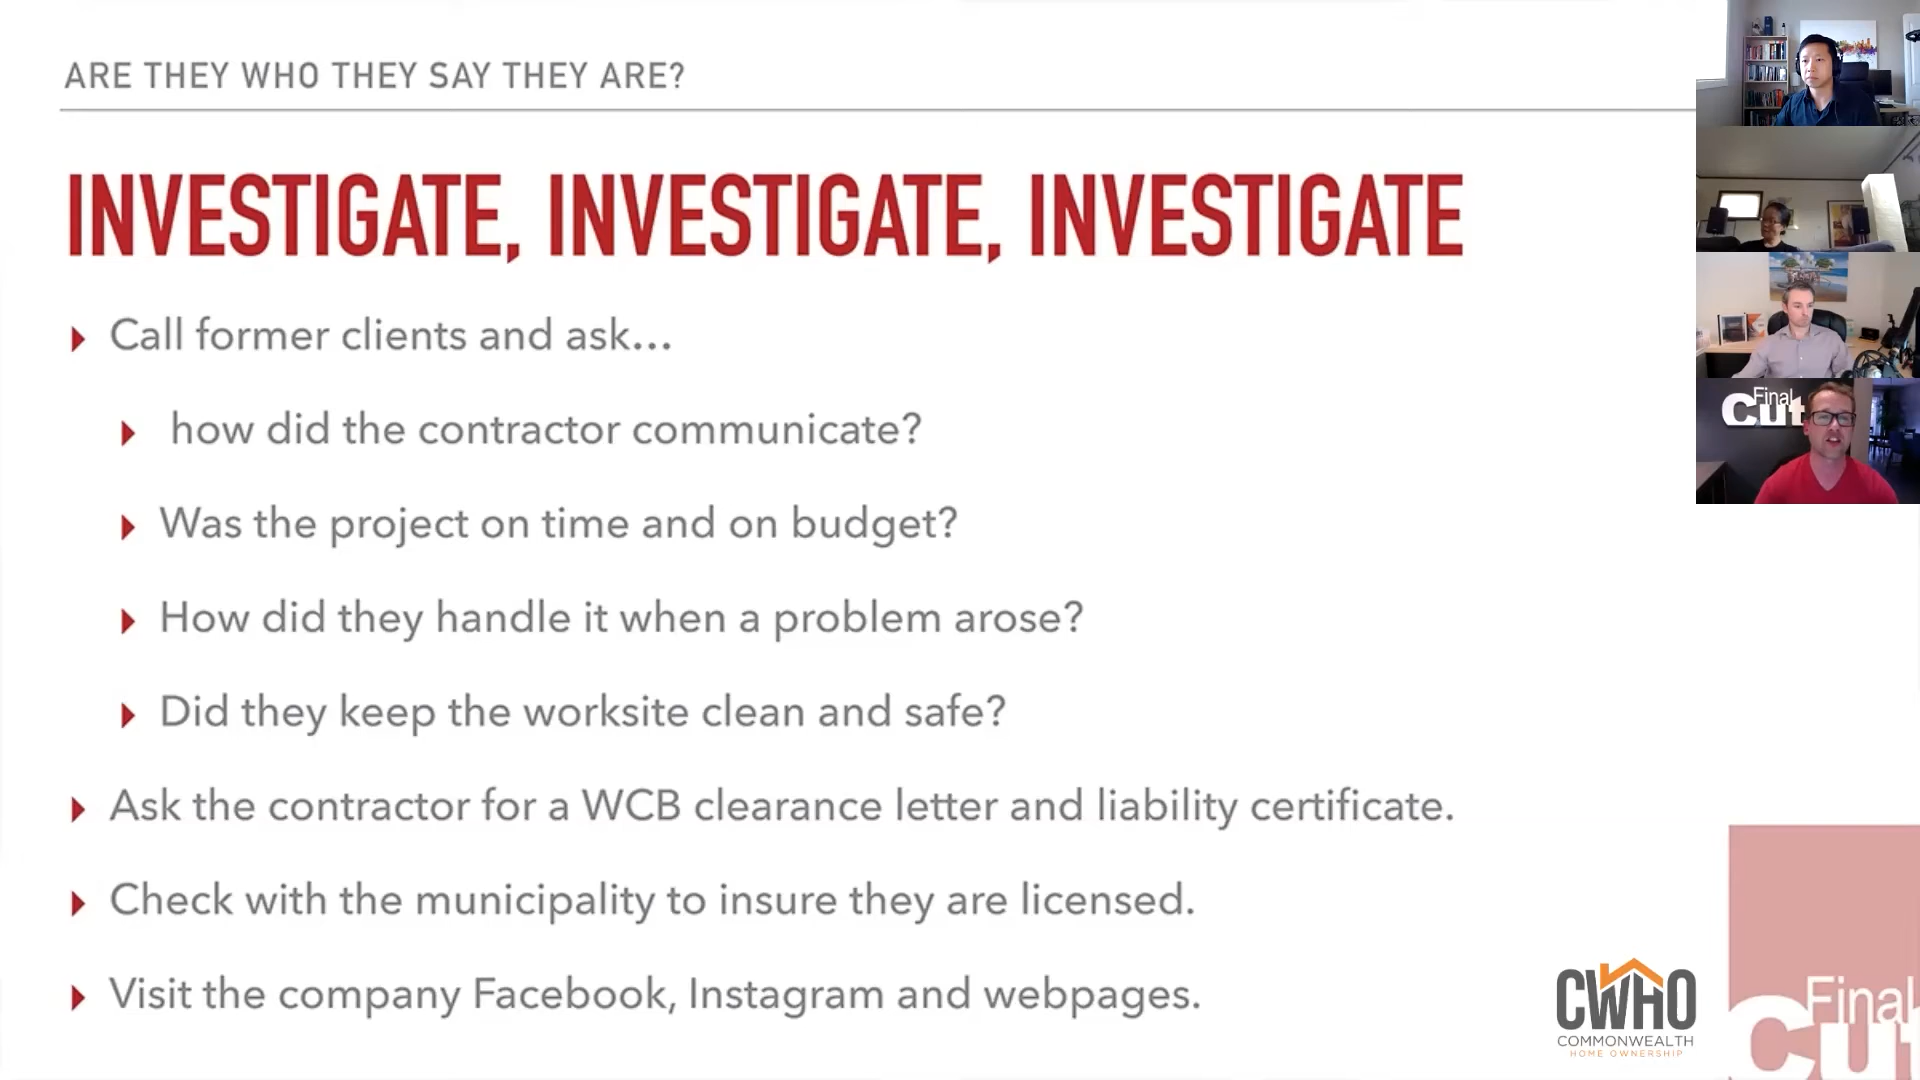 ARE THEY WHO THEY SAY THEY ARE?
INVESTIGATE, INVESTIGATE, INVESTIGATE
Call former clients and ask...
how did the contractor communicate?
Was the project on time and on budget?
How did they handle it when a problem arose?
Did they keep the worksite clean and safe?
Ask the contractor for a WCB clearance letter and liability certificate.
Check with the municipality to insure they are licensed.
Visit the company Facebook, Instagram and webpages.
Final
Cut
CWHO
COMMONWEALTH
HOME OWNERSHIP
Final
Cut